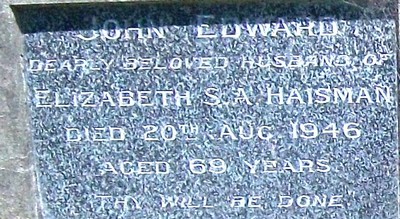 JOHN EDWARD
DEARLY BELOVED HUSBAND OF
ELIZABETH S.A. HAISMAN
DIED 20TH AUG. 1946
AGED 69 YEARS
THY WILL BE DONE